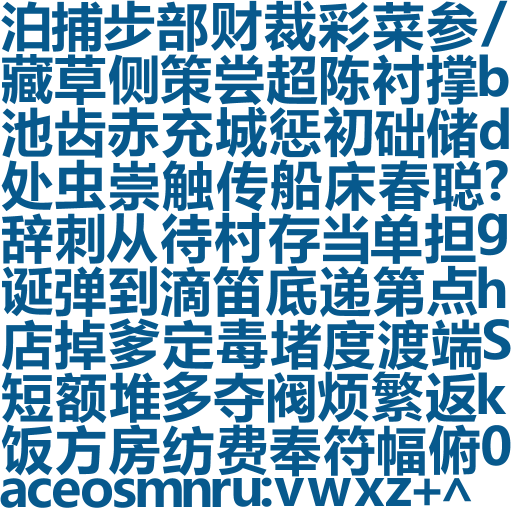 泊捕步部财裁彩菜参/
藏草侧策尝超陈衬撑b
池齿赤充城惩初础储d
处虫崇触传船床春聪?
辞刺从待村存当单担g
诞弹到滴笛底递第点h
店掉爹定毒堵度渡端S
短额堆多夺阀烦繁返k
饭方房纺费奉符幅俯0
aceosmnru:vwxz+^